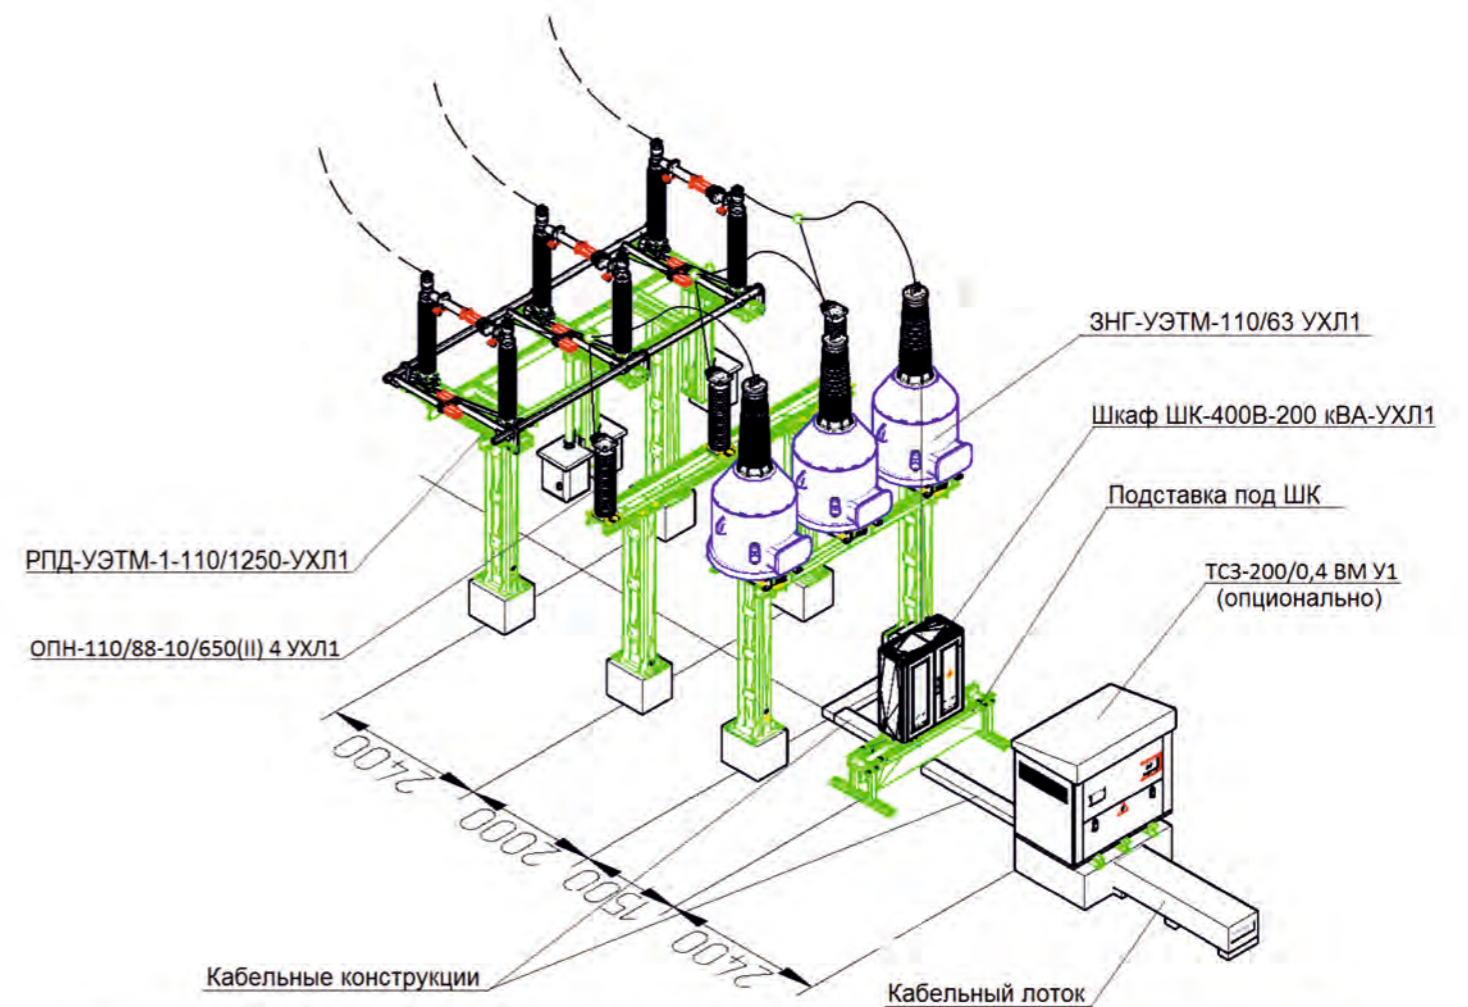 ЗНГ-УЭТМ-110/63 УХЛ1
Шкаф ШК-400В-200 кВА-УХЛ1
Подставка под ШК
РПД-УЭТМ-1-110/1250-УХЛ1
ТСЗ-200/0,4 ВМ У1
(опционально)
ОПН-110/88-10/650(II) 4 УХЛ1
2400
2000
1500
2400
Кабельные конструкции
Кабельный лоток